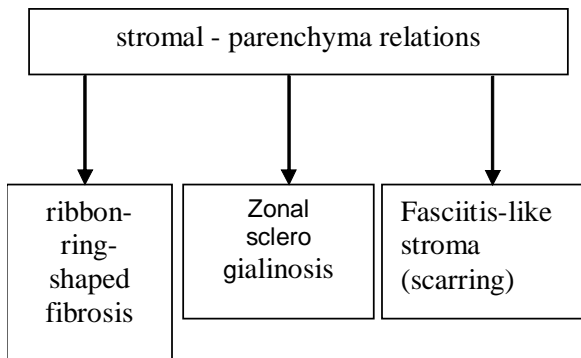 stromal - parenchyma relations
ribbon-
ring-
shaped
fibrosis
Zonal
sclero
gialinosis
Fasciitis-like
stroma
(scarring)